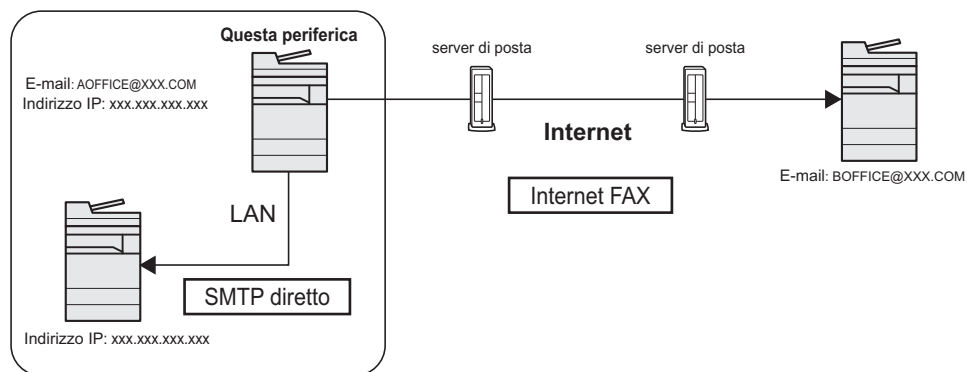 Questa periferica
server di posta
server di posta
E-mail: AOFFICE@XXX.COM
Indirizzo IP: xxx.xxx.xxx.xxx
Internet
E-mail: BOFFICE@XXX.COM
Internet FAX
LAN
SMTP diretto
Indirizzo IP: xxx.xxx.xxx.xxx